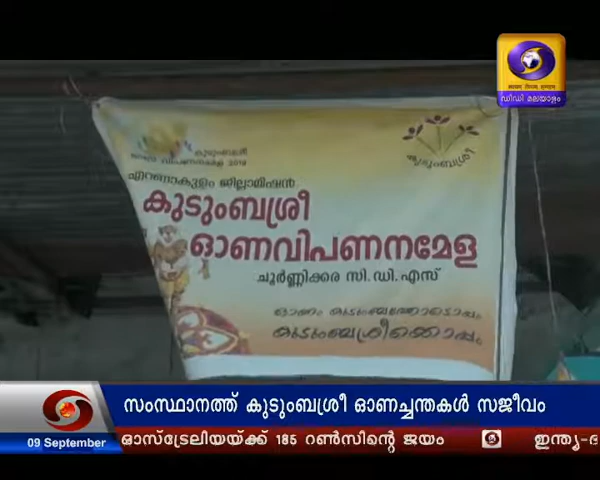 ഡിഡി മലയാളം
കുടുംബശ്രീ
എറണാകുളം ജില്ലാമിഷൻ
കുടുംബശ്രീ
ഓണവിപണനമേള
ചൂർണ്ണിക്കര സി.ഡി.എസ്
ഓണം കുടുംബത്തോടൊപ്പം
കുടുംബശ്രീക്കൊപ്പം
സംസ്ഥാനത്ത് കുടുംബശ്രീ ഓണച്ചന്തകൾ സജീവം
09 September
ഓസ്ട്രേലിയയ്ക്ക് 185 റൺസിന്റെ ജയം